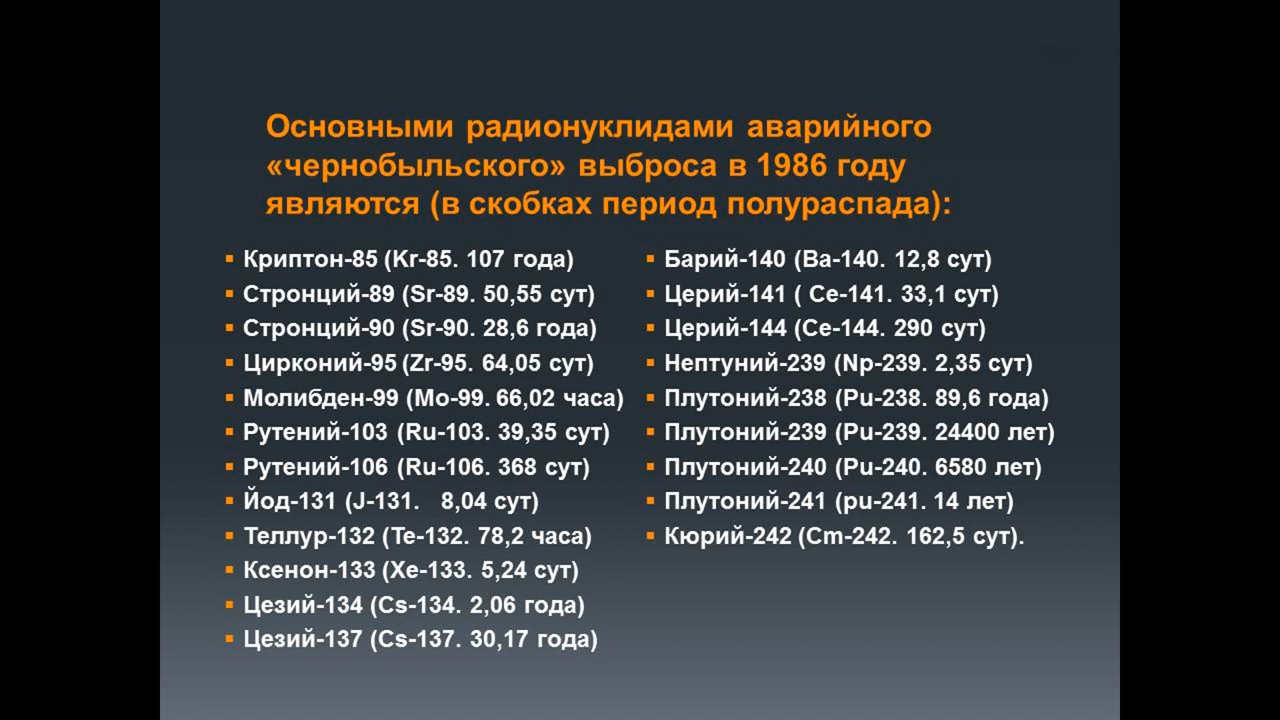 Основными радионуклидами аварийного
«чернобыльского» выброса в 1986 году
являются (в скобках период полураспада):
Криптон-85 (Kr-85. 107 года)
Стронций-89 (Sr-89. 50,55 сут)
Стронций-90 (Sr-90. 28,6 года)
Цирконий-95 (Zr-95. 64,05 сут)
Молибден-99 (Mo-99. 66,02 часа)
Рутений-103 (Ru-103. 39,35 сут)
Рутений-106 (Ru-106. 368 сут)
Йод-131 (J-131. 8,04 сут)
Теллур-132 (Te-132. 78,2 часа)
Ксенон-133 (Xe-133. 5,24 сут)
Цезий-134 (Cs-134. 2,06 года)
Цезий-137 (Cs-137. 30,17 года)
Барий-140 (Ba-140. 12,8 сут)
Церий-141 ( Ce-141. 33,1 сут)
Церий-144 (Ce-144. 290 сут)
Нептуний-239 (Np-239. 2,35 сут)
Плутоний-238 (Pu-238. 89,6 года)
Плутоний-239 (Pu-239. 24400 лет)
Плутоний-240 (Pu-240. 6580 лет)
Плутоний-241 (pu-241. 14 лет)
Кюрий-242 (Cm-242. 162,5 сут).